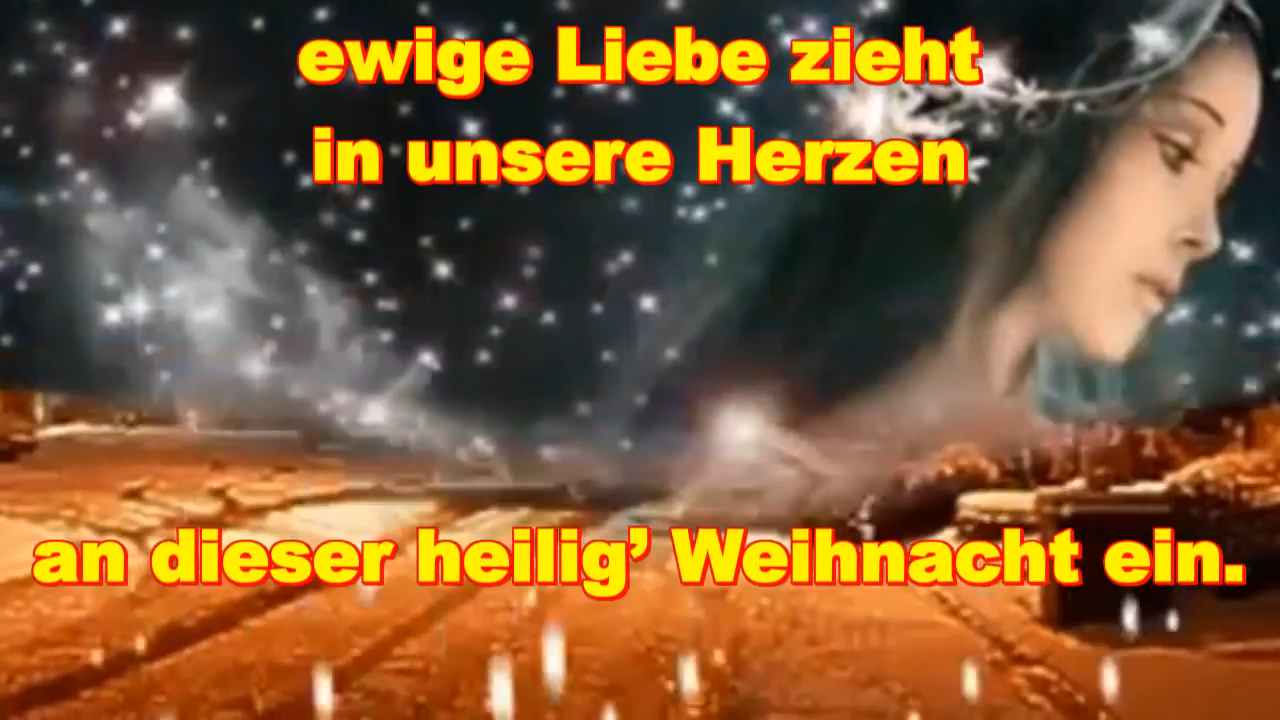 ewige Liebe zieht
in unsere Herzen
an dieser heilig’ Weihnacht ein.